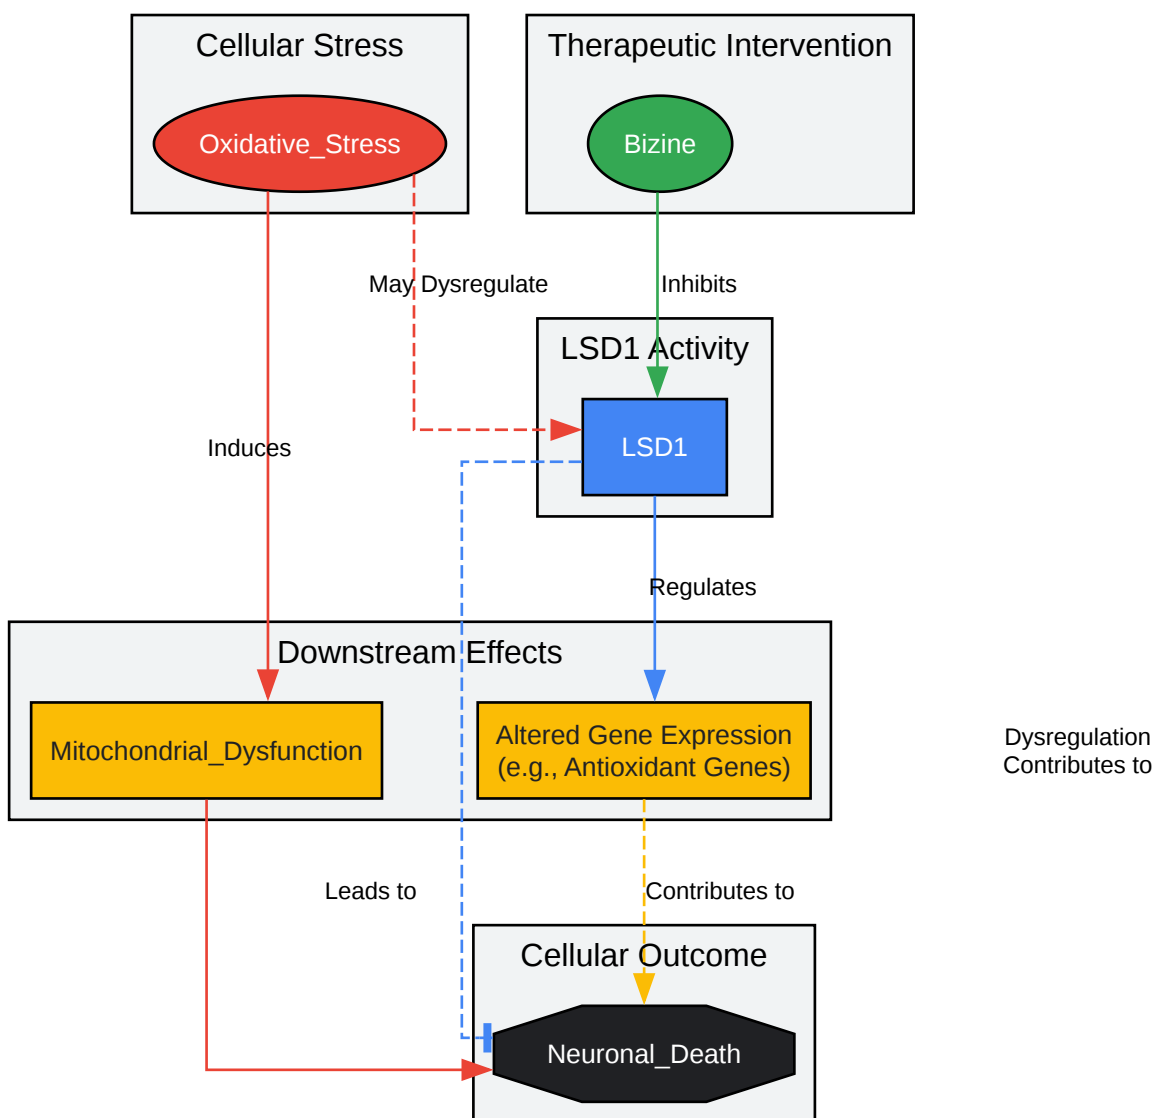 Cellular Stress
Therapeutic Intervention
Oxidative_Stress
Bizine
May Dysregulate
Inhibits
LSD1 Activity
Induces
LSD1
Regulates
Downstream Effects
Mitochondrial_Dysfunction
Altered Gene Expression
(e.g., Antioxidant Genes)
Dysregulation
Contributes to
Leads to
Contributes to
Cellular Outcome
Neuronal_Death